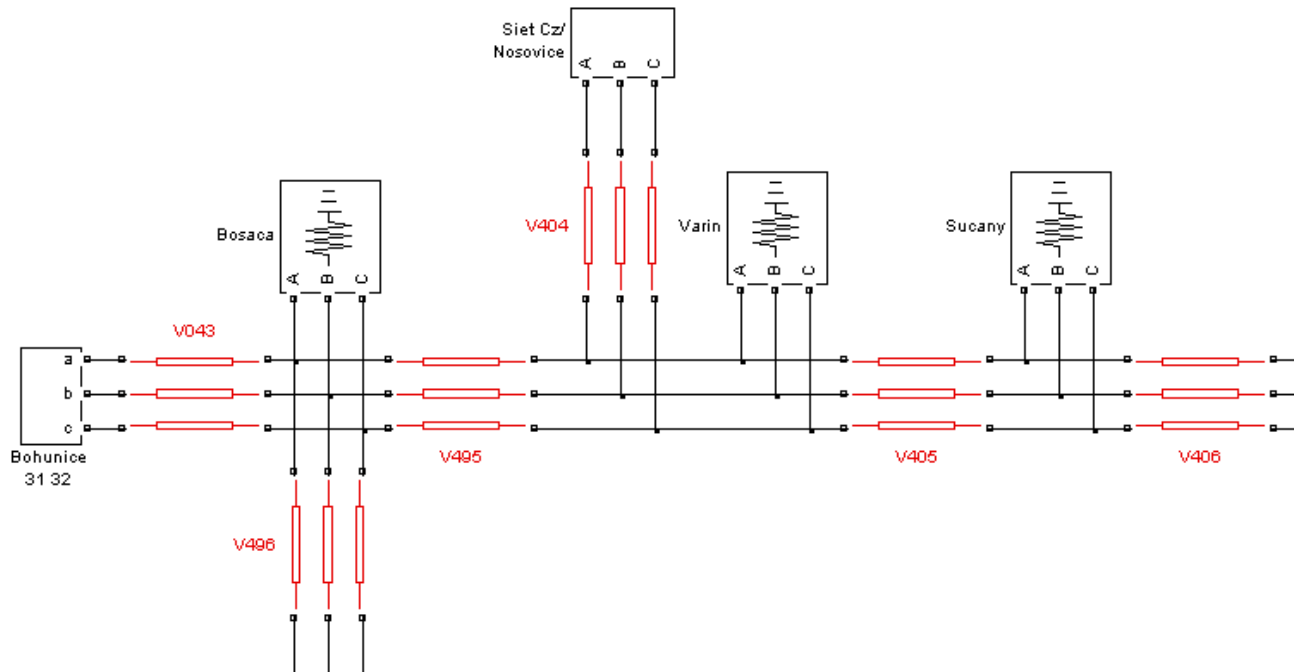 Siet Cz/
Nosovice
A B C
V404
Bosaca
A B C
Varin
A B C
Sucany
A B C
V043
a
b
c
Bohunice
31 32
V495
V405
V406
V496